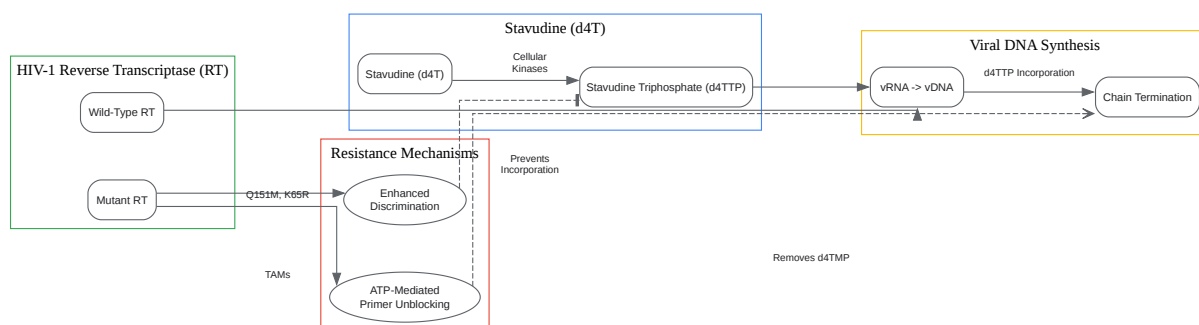 Stavudine (d4T)
Viral DNA Synthesis
Cellular
Kinases
HIV-1 Reverse Transcriptase (RT)
Stavudine (d4T)
d4TTP Incorporation
Stavudine Triphosphate (d4TTP)
vRNA -> vDNA
Chain Termination
Wild-Type RT
Resistance Mechanisms
Prevents
Incorporation
Mutant RT
Q151M, K65R
Enhanced
Discrimination
TAMs
Removes d4TMP
ATP-Mediated
Primer Unblocking